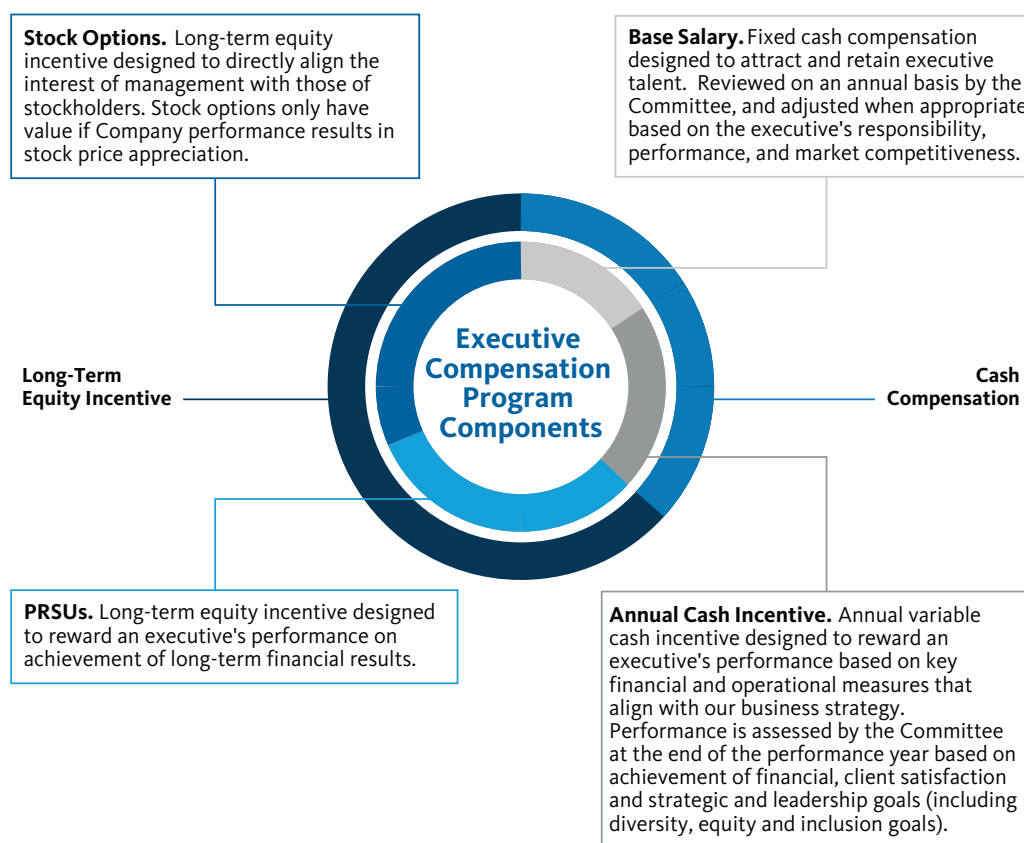 Stock Options. Long-term equity
incentive designed to directly align the
interest of management with those of
stockholders. Stock options only have
value if Company performance results in
stock price appreciation.
Base Salary. Fixed cash compensation
designed to attract and retain executive
talent. Reviewed on an annual basis by the
Committee, and adjusted when appropriate
based on the executive's responsibility,
performance, and market competitiveness.
Executive
Compensation
Program
Components
Long-Term
Equity Incentive
Cash
Compensation
PRSUs. Long-term equity incentive designed
to reward an executive's performance on
achievement of long-term financial results.
Annual Cash Incentive. Annual variable
cash incentive designed to reward an
executive's performance based on key
financial and operational measures that
align with our business strategy.
Performance is assessed by the Committee
at the end of the performance year based on
achievement of financial, client satisfaction
and strategic and leadership goals (including
diversity, equity and inclusion goals).